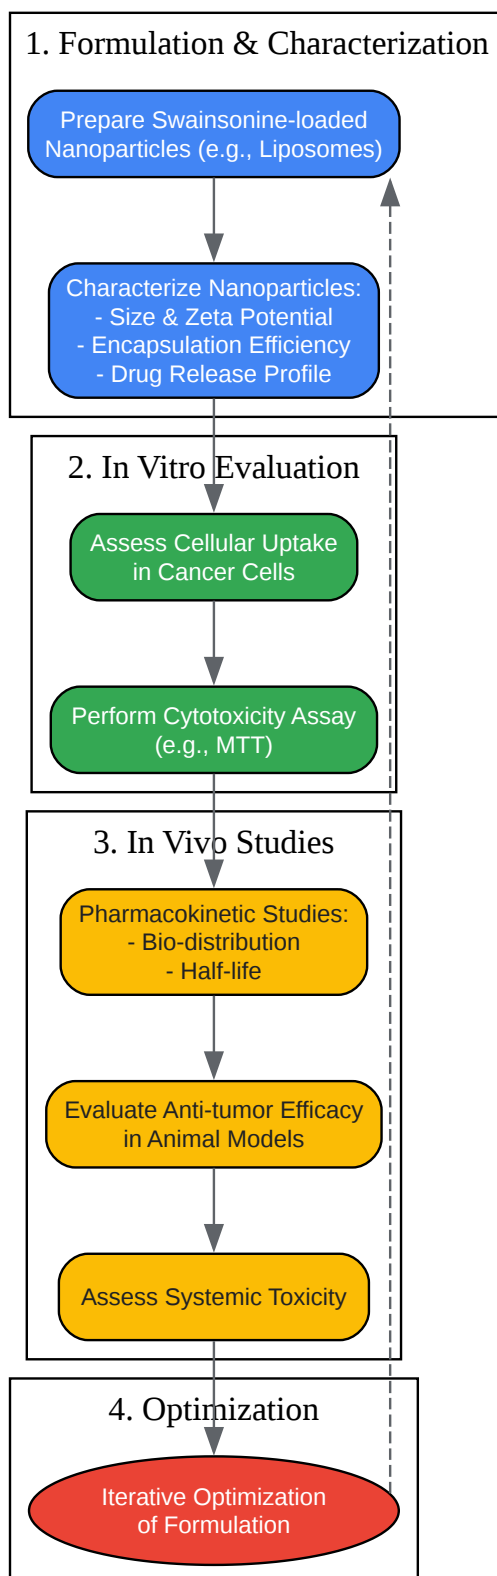 1. Formulation & Characterization
Prepare Swainsonine-loaded
Nanoparticles (e.g., Liposomes)
Characterize Nanoparticles:
- Size & Zeta Potential
- Encapsulation Efficiency
- Drug Release Profile
2. In Vitro Evaluation
Assess Cellular Uptake
in Cancer Cells
Perform Cytotoxicity Assay
(e.g., MTT)
3. In Vivo Studies
Pharmacokinetic Studies:
- Bio-distribution
- Half-life
Evaluate Anti-tumor Efficacy
in Animal Models
Assess Systemic Toxicity
4. Optimization
Iterative Optimization
of Formulation